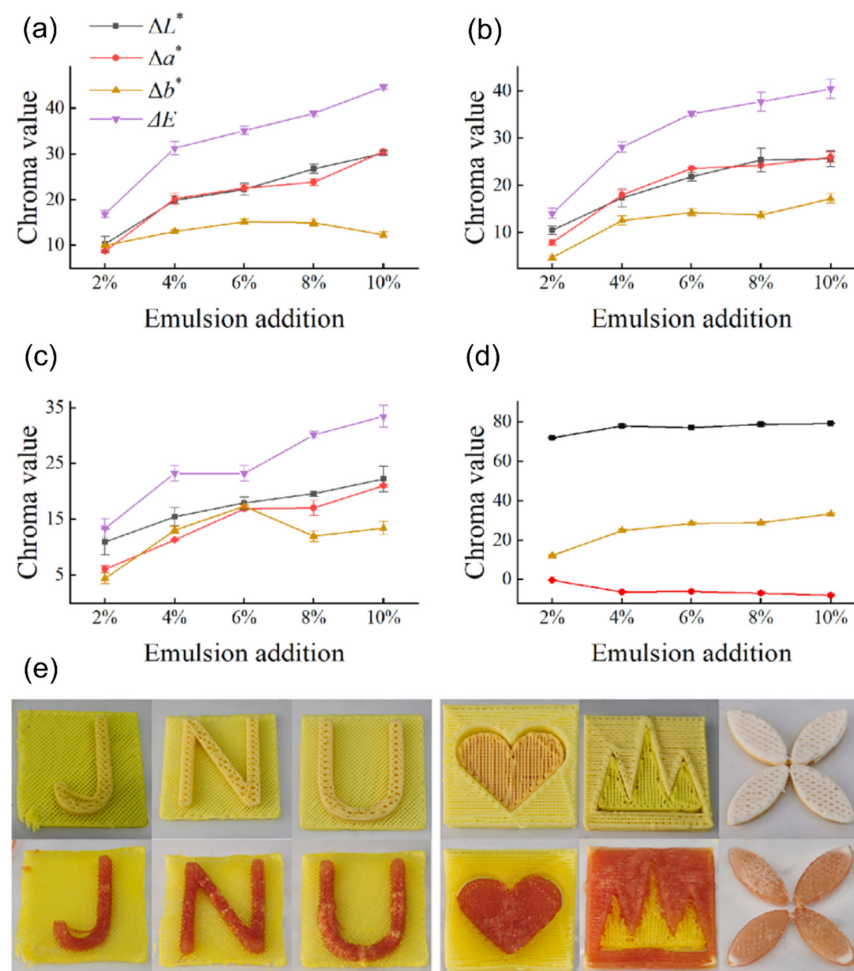 (a)
ΔL*
Δa*
Δb*
ΔE
Chroma value
40
30
20
10
2% 4% 6% 8% 10%
Emulsion addition
(b)
Chroma value
40
30
20
10
2% 4% 6% 8% 10%
Emulsion addition
(c)
Chroma value
35
25
15
5
2% 4% 6% 8% 10%
Emulsion addition
(d)
Chroma value
80
40
20
0
2% 4% 6% 8% 10%
Emulsion addition
(e)
J N U
J N U